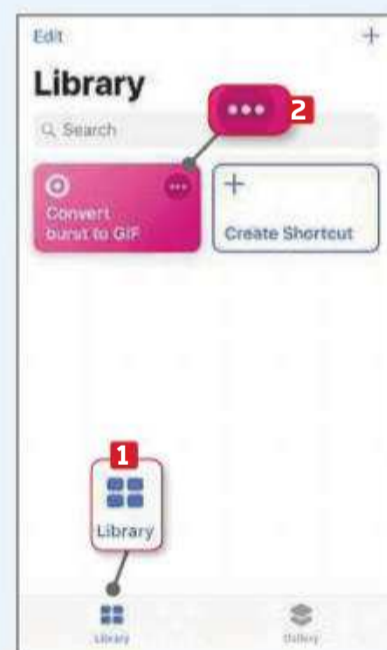 Edit
+
Library
••• 2
Search
•••
Convert
burst to GIF
+
Create Shortcut
1
Library
Library
Gallery